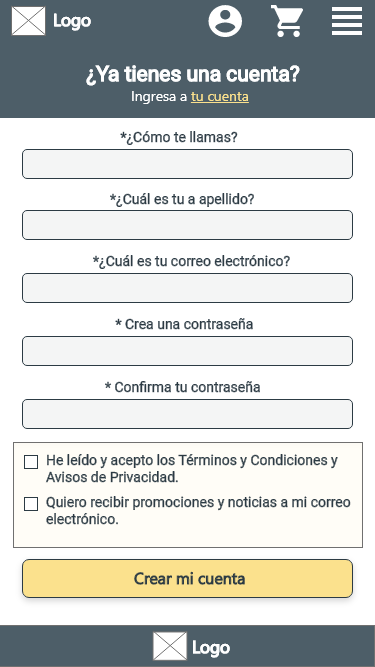 Logo
¿Ya tienes una cuenta?
Ingresa a tu cuenta
*¿Cómo te llamas?
*¿Cuál es tu a apellido?
*¿Cuál es tu correo electrónico?
* Crea una contraseña
* Confirma tu contraseña
He leído y acepto los Términos y Condiciones y
Avisos de Privacidad.
Quiero recibir promociones y noticias a mi correo
electrónico.
Crear mi cuenta
Logo